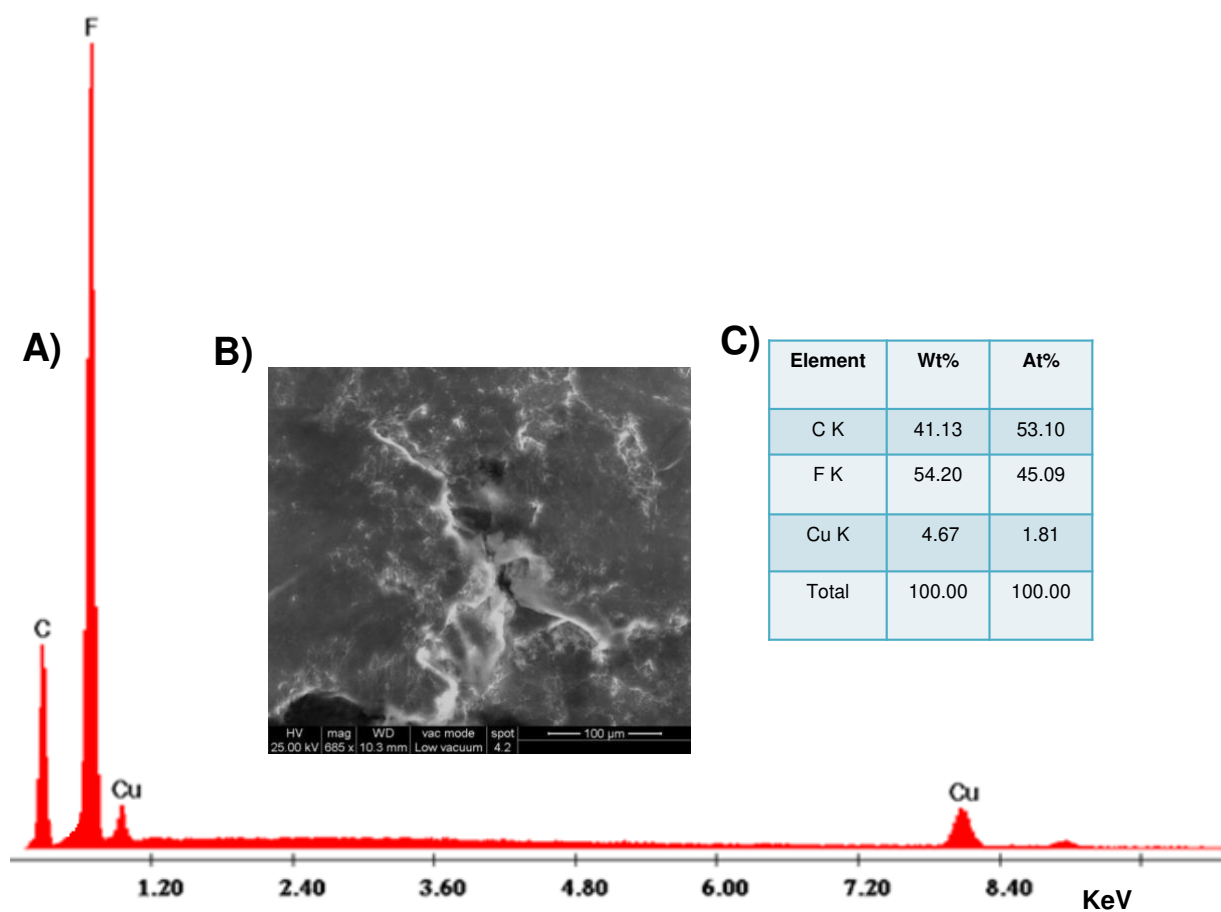 F
A)
B)
C)
Element Wt% At%
C K 41.13 53.10
F K 54.20 45.09
Cu K 4.67 1.81
Total 100.00 100.00
C
HV mag WD vac mode spot
25.00 kV 685 x 10.3 mm Low vacuum 4.2
100 µm
Cu
Cu
1.20 2.40 3.60 4.80 6.00 7.20 8.40
KeV